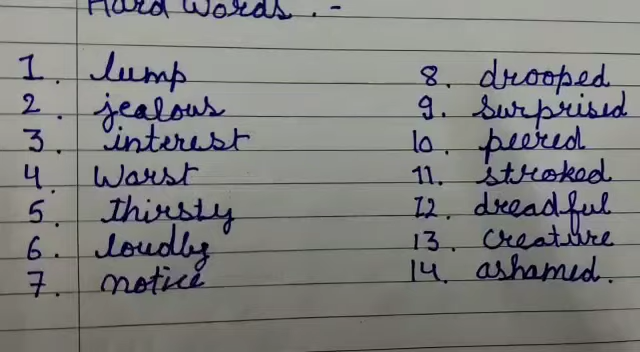 Hard Words :-
1. lump
2. jealous
3. interest
4. Warst
5. Thirsty
6. loudly
7. notice
8. drooped
9. surprised
10. peered
11. stroked
12. dreadful
13. creature
14. ashamed.